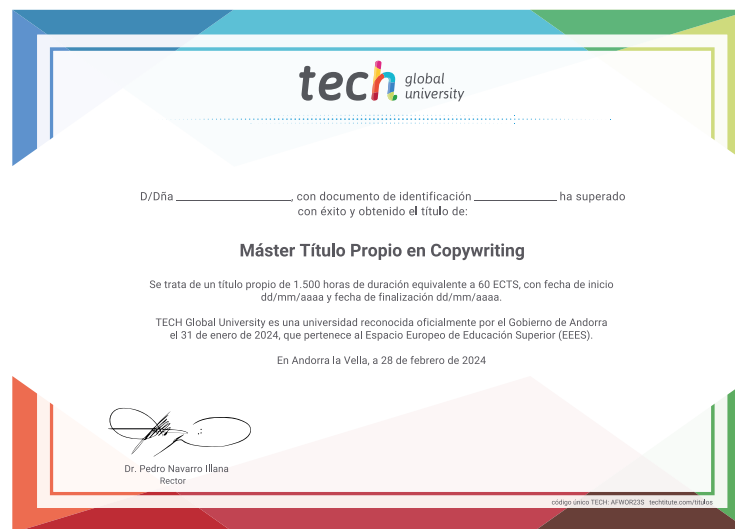 tech global university
D/Dña ____________________, con documento de identificación ______________ ha superado
con éxito y obtenido el título de:
Máster Título Propio en Copywriting
Se trata de un título propio de 1.500 horas de duración equivalente a 60 ECTS, con fecha de inicio
dd/mm/aaaa y fecha de finalización dd/mm/aaaa.
TECH Global University es una universidad reconocida oficialmente por el Gobierno de Andorra
el 31 de enero de 2024, que pertenece al Espacio Europeo de Educación Superior (EEES).
En Andorra la Vella, a 28 de febrero de 2024
Dr. Pedro Navarro Illana
Rector
código único TECH: AFWOR23S techtitute.com/titulos